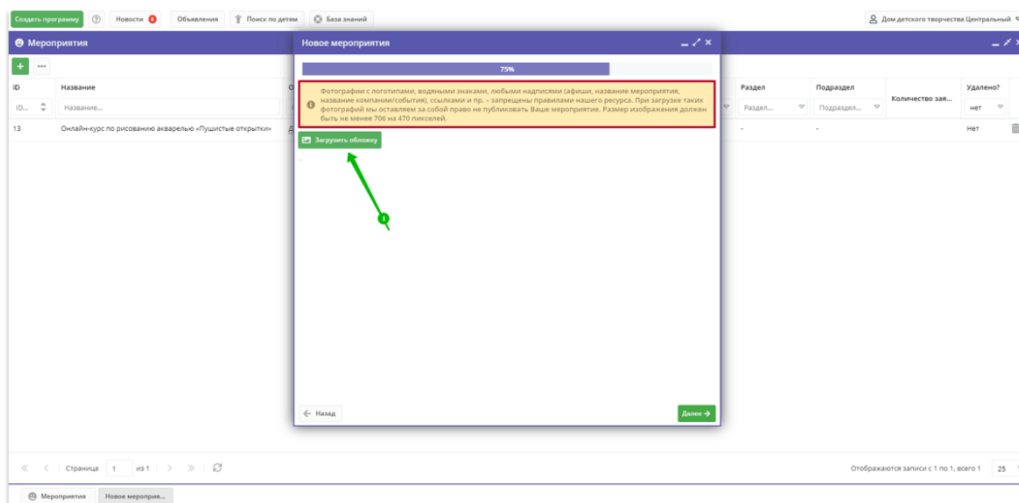 Создать программу
Новости
Объявления
Поиск по детям
База знаний
Дом детского творчества Центральный
Мероприятия
Новое мероприятия
75%
Фотографии с логотипами, водяными знаками, любыми надписями (афиши, название мероприятия,
название компании/события), ссылками и пр. – запрещены правилами нашего ресурса. При загрузке таких
фотографий мы оставляем за собой право не публиковать Ваше мероприятие. Размер изображения должен
быть не менее 706 на 470 пикселей.
Загрузить обложку
ID
Название
Раздел
Подраздел
Количество зая...
Удалено?
ID...
Название...
Раздел...
Подраздел...
нет
13
Онлайн-курс по рисованию акварелью «Пушистые открытки»
-
-
Нет
Назад
Далее
Страница 1 из 1
Отображаются записи с 1 по 1, всего 1
25
Мероприятия
Новое мероприя...